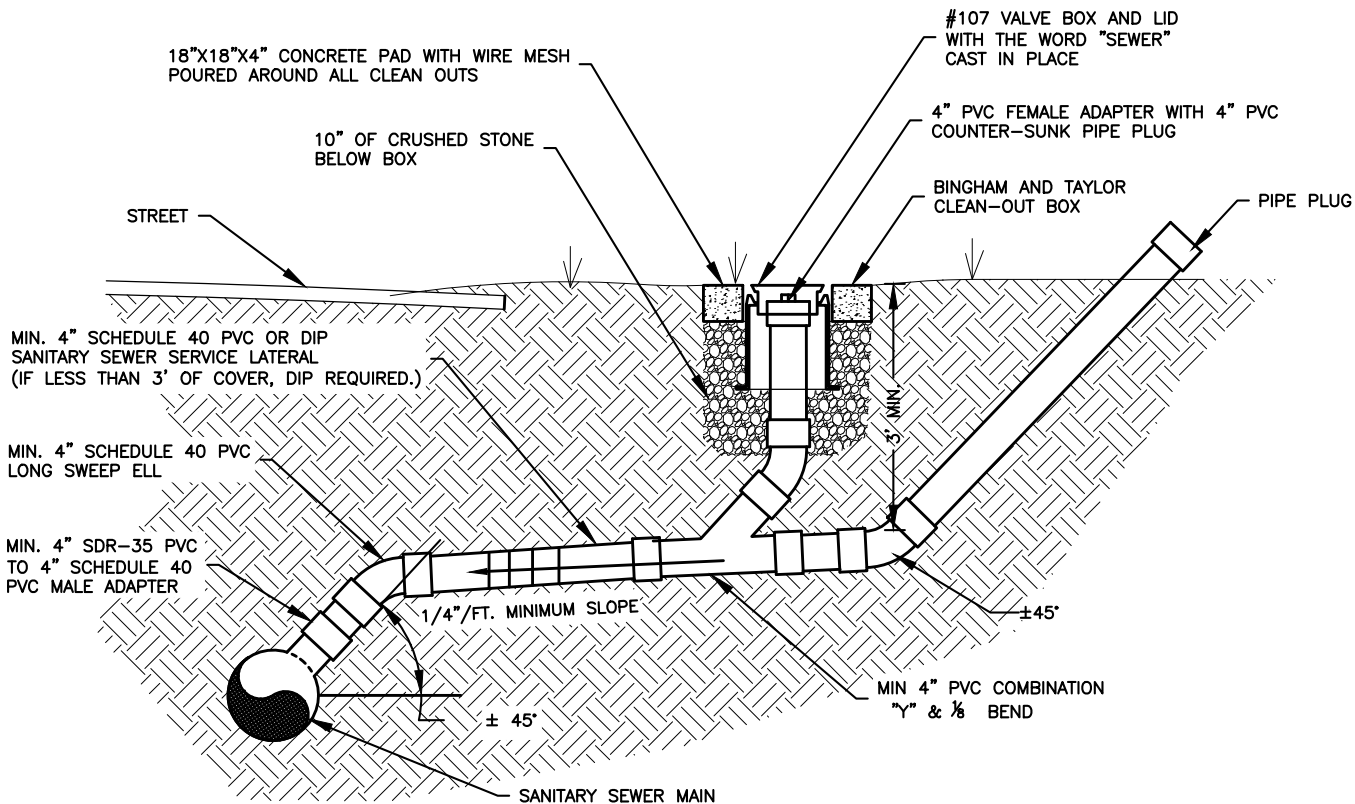 #107 VALVE BOX AND LID
WITH THE WORD "SEWER"
CAST IN PLACE
18"X18"X4" CONCRETE PAD WITH WIRE MESH
POURED AROUND ALL CLEAN OUTS
4" PVC FEMALE ADAPTER WITH 4" PVC
COUNTER-SUNK PIPE PLUG
10" OF CRUSHED STONE
BELOW BOX
BINGHAM AND TAYLOR
CLEAN-OUT BOX
PIPE PLUG
STREET
MIN. 4" SCHEDULE 40 PVC OR DIP
SANITARY SEWER SERVICE LATERAL
(IF LESS THAN 3' OF COVER, DIP REQUIRED.)
3' MIN.
MIN. 4" SCHEDULE 40 PVC
LONG SWEEP ELL
MIN. 4" SDR-35 PVC
TO 4" SCHEDULE 40
PVC MALE ADAPTER
1/4"/FT. MINIMUM SLOPE
±45°
MIN 4" PVC COMBINATION
"Y" & ⅛ BEND
± 45°
SANITARY SEWER MAIN